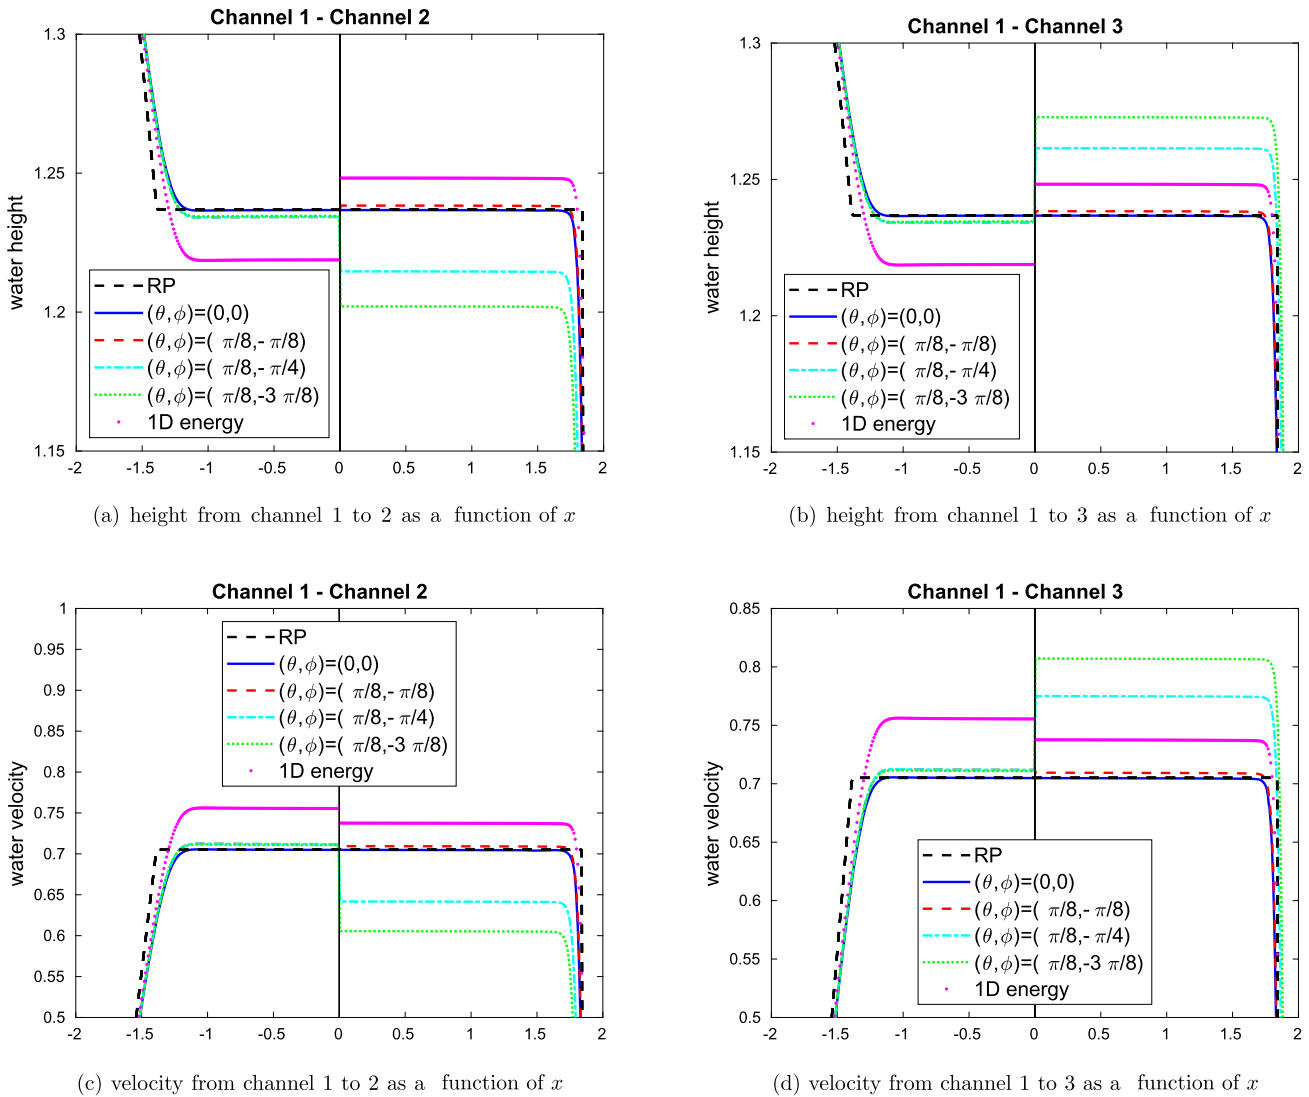 Channel 1 - Channel 2
1.3
1.25
1.2
1.15
water height
RP
(θ,ϕ)=(0,0)
(θ,ϕ)=( π/8,- π/8)
(θ,ϕ)=( π/8,- π/4)
(θ,ϕ)=( π/8,-3 π/8)
1D energy
-2 -1.5 -1 -0.5 0 0.5 1 1.5 2
(a) height from channel 1 to 2 as a function of x
Channel 1 - Channel 3
1.3
1.25
1.2
1.15
water height
RP
(θ,ϕ)=(0,0)
(θ,ϕ)=( π/8,- π/8)
(θ,ϕ)=( π/8,- π/4)
(θ,ϕ)=( π/8,-3 π/8)
1D energy
-2 -1.5 -1 -0.5 0 0.5 1 1.5 2
(b) height from channel 1 to 3 as a function of x
Channel 1 - Channel 2
1
0.95
0.9
0.85
0.8
0.75
0.7
0.65
0.6
0.55
0.5
water velocity
RP
(θ,ϕ)=(0,0)
(θ,ϕ)=( π/8,- π/8)
(θ,ϕ)=( π/8,- π/4)
(θ,ϕ)=( π/8,-3 π/8)
1D energy
-2 -1.5 -1 -0.5 0 0.5 1 1.5 2
(c) velocity from channel 1 to 2 as a function of x
Channel 1 - Channel 3
0.85
0.8
0.75
0.7
0.65
0.6
0.55
0.5
water velocity
RP
(θ,ϕ)=(0,0)
(θ,ϕ)=( π/8,- π/8)
(θ,ϕ)=( π/8,- π/4)
(θ,ϕ)=( π/8,-3 π/8)
1D energy
-2 -1.5 -1 -0.5 0 0.5 1 1.5 2
(d) velocity from channel 1 to 3 as a function of x